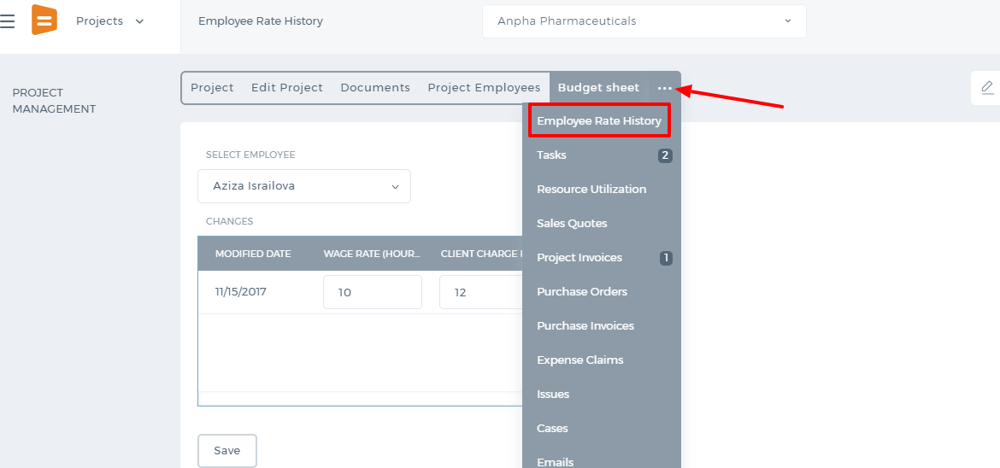 Projects
Employee Rate History
Anpha Pharmaceuticals
PROJECT
MANAGEMENT
Project
Edit Project
Documents
Project Employees
Budget sheet
...
Employee Rate History
Tasks
2
Resource Utilization
Sales Quotes
Project Invoices
1
Purchase Orders
Purchase Invoices
Expense Claims
Issues
Cases
Emails
SELECT EMPLOYEE
Aziza Israilova
CHANGES
MODIFIED DATE
WAGE RATE (HOUR...
CLIENT CHARGE
11/15/2017
10
12
Save